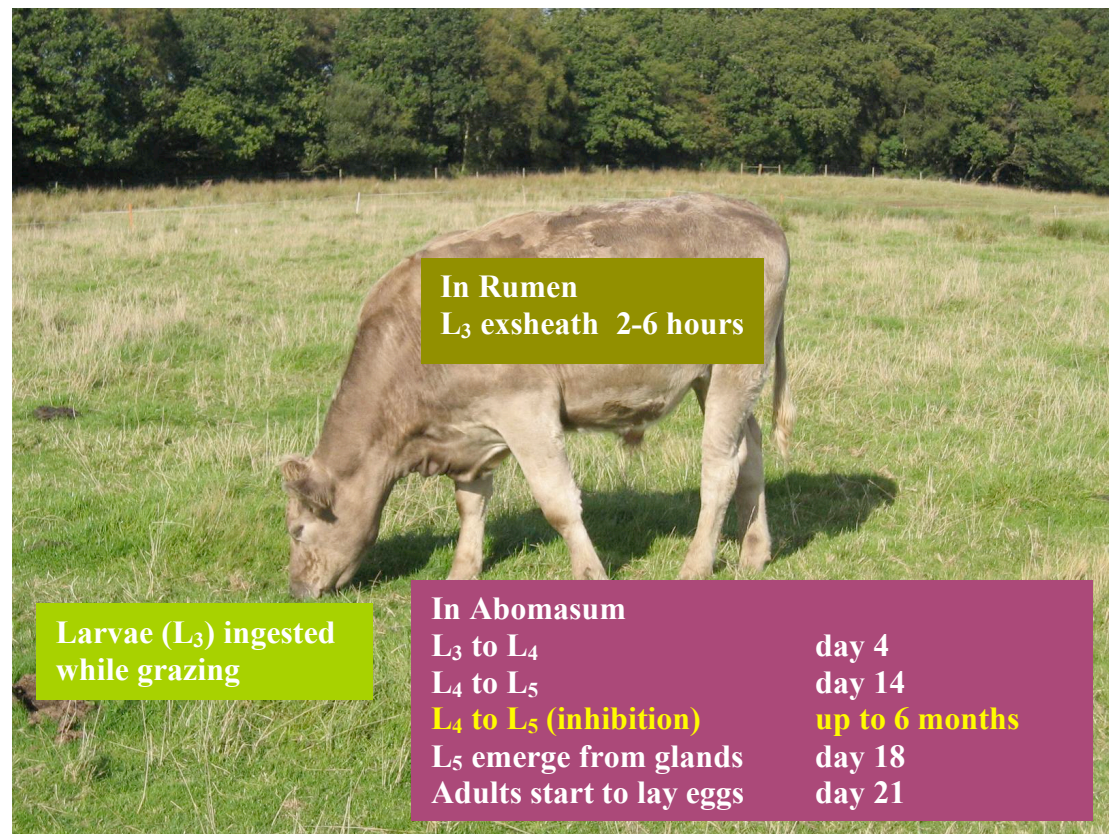 In Rumen
L₃ exsheath 2-6 hours
Larvae (L₃) ingested
while grazing
In Abomasum
L₃ to L₄ day 4
L₄ to L₅ day 14
L₄ to L₅ (inhibition) up to 6 months
L₅ emerge from glands day 18
Adults start to lay eggs day 21